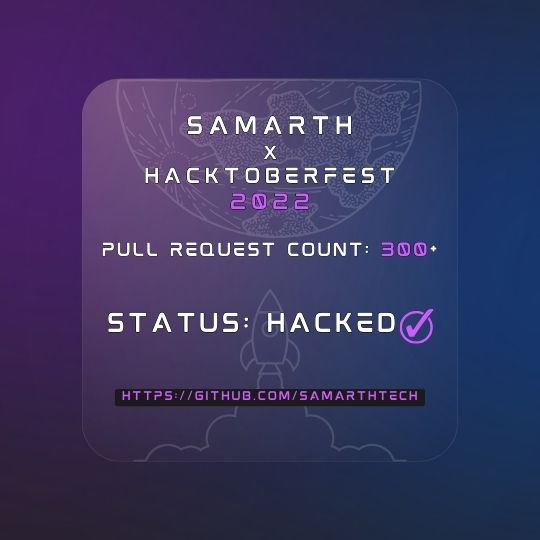 SAMARTH
X
HACKTOBERFEST
2022
PULL REQUEST COUNT: 300+
STATUS: HACKED
HTTPS://GITHUB.COM/SAMARTHTECH